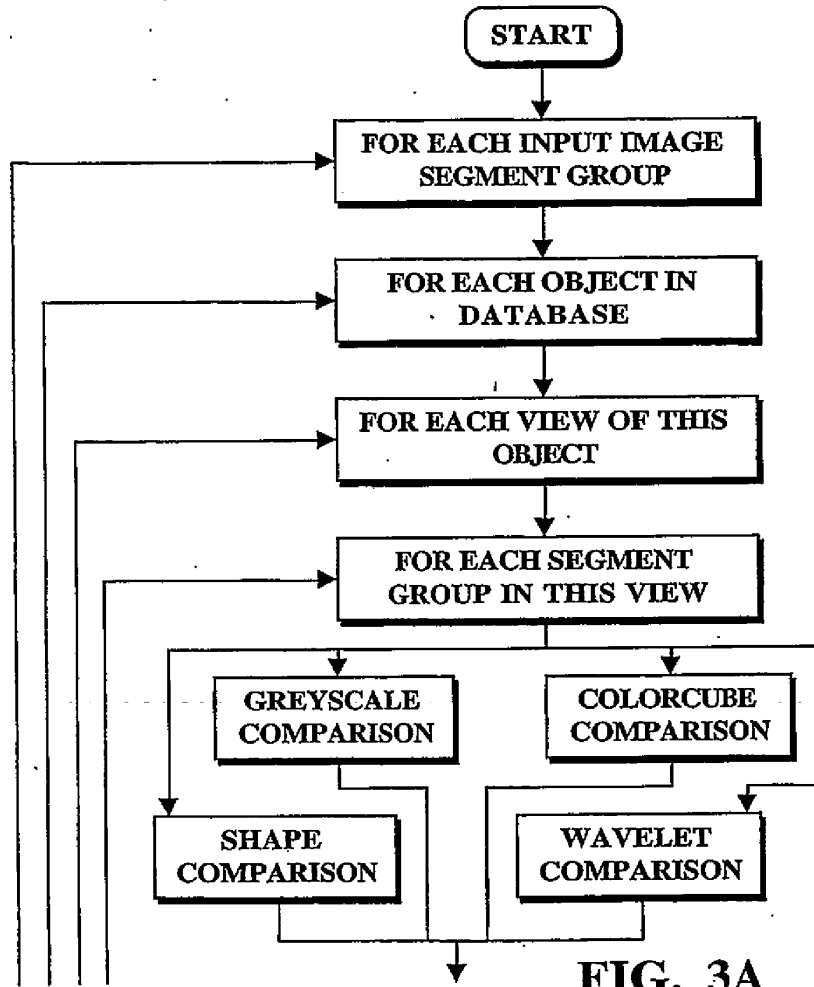 START
FOR EACH INPUT IMAGE
SEGMENT GROUP
FOR EACH OBJECT IN
DATABASE
FOR EACH VIEW OF THIS
OBJECT
FOR EACH SEGMENT
GROUP IN THIS VIEW
GREYSCALE
COMPARISON
COLORCUBE
COMPARISON
SHAPE
COMPARISON
WAVELET
COMPARISON
FIG. 3A